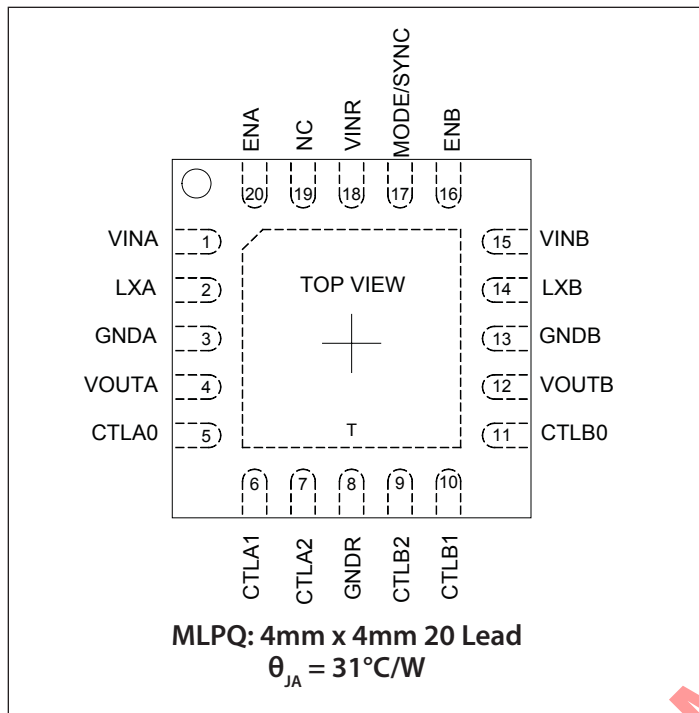 ENA
NC
VINR
MODE/SYNC
ENB
20
19
18
17
16
VINA 1
15 VINB
LXA 2
TOP VIEW
14 LXB
GNDA 3
13 GNDB
VOUTA 4
12 VOUTB
CTLA0 5
T
11 CTLB0
6
7
8
9
10
CTLA1
CTLA2
GNDR
CTLB2
CTLB1
MLPQ: 4mm x 4mm 20 Lead
θJA = 31°C/W